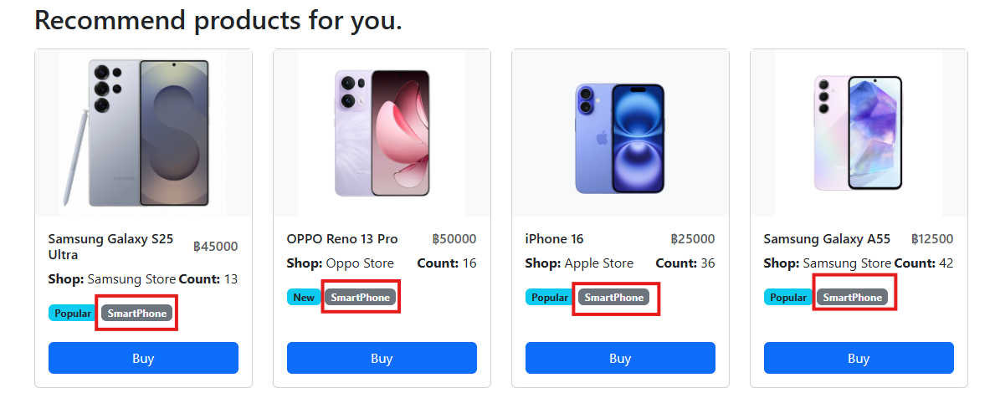 Recommend products for you.
Samsung Galaxy S25 Ultra
฿45000
Shop: Samsung Store Count: 13
Popular SmartPhone
Buy
OPPO Reno 13 Pro ฿50000
Shop: Oppo Store Count: 16
New SmartPhone
Buy
iPhone 16 ฿25000
Shop: Apple Store Count: 36
Popular SmartPhone
Buy
Samsung Galaxy A55 ฿12500
Shop: Samsung Store Count: 42
Popular SmartPhone
Buy